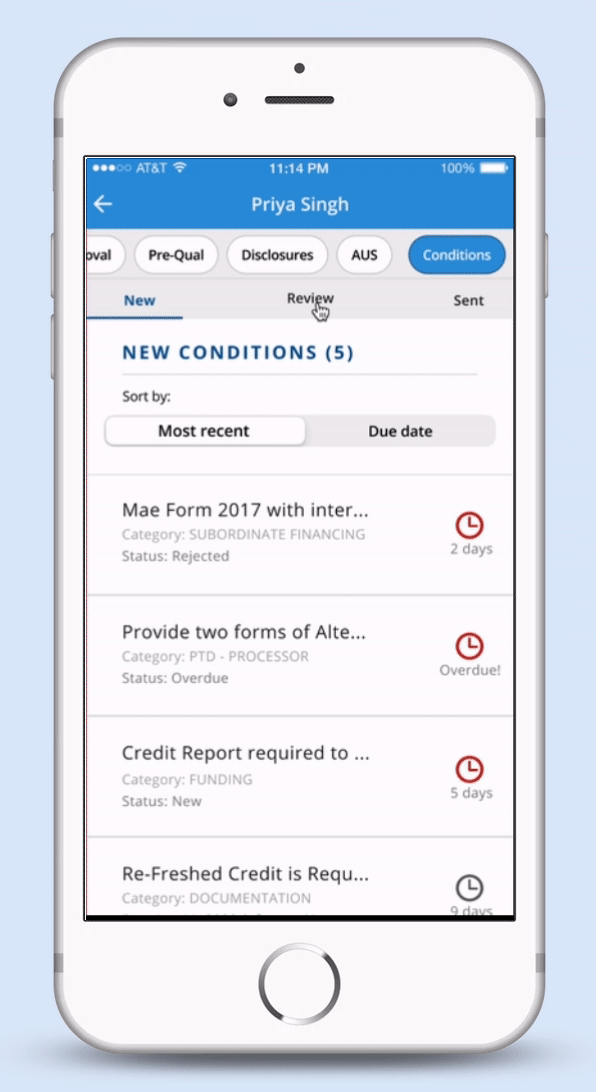 AT&T 11:14 PM 100%
Priya Singh
oval Pre-Qual Disclosures AUS Conditions
New Review Sent
NEW CONDITIONS (5)
Sort by:
Most recent Due date
Mae Form 2017 with inter...
Category: SUBORDINATE FINANCING
2 days
Status: Rejected
Provide two forms of Alte...
Category: PTD - PROCESSOR
Overdue!
Status: Overdue
Credit Report required to ...
Category: FUNDING
5 days
Status: New
Re-Freshed Credit is Requ...
Category: DOCUMENTATION
9 days